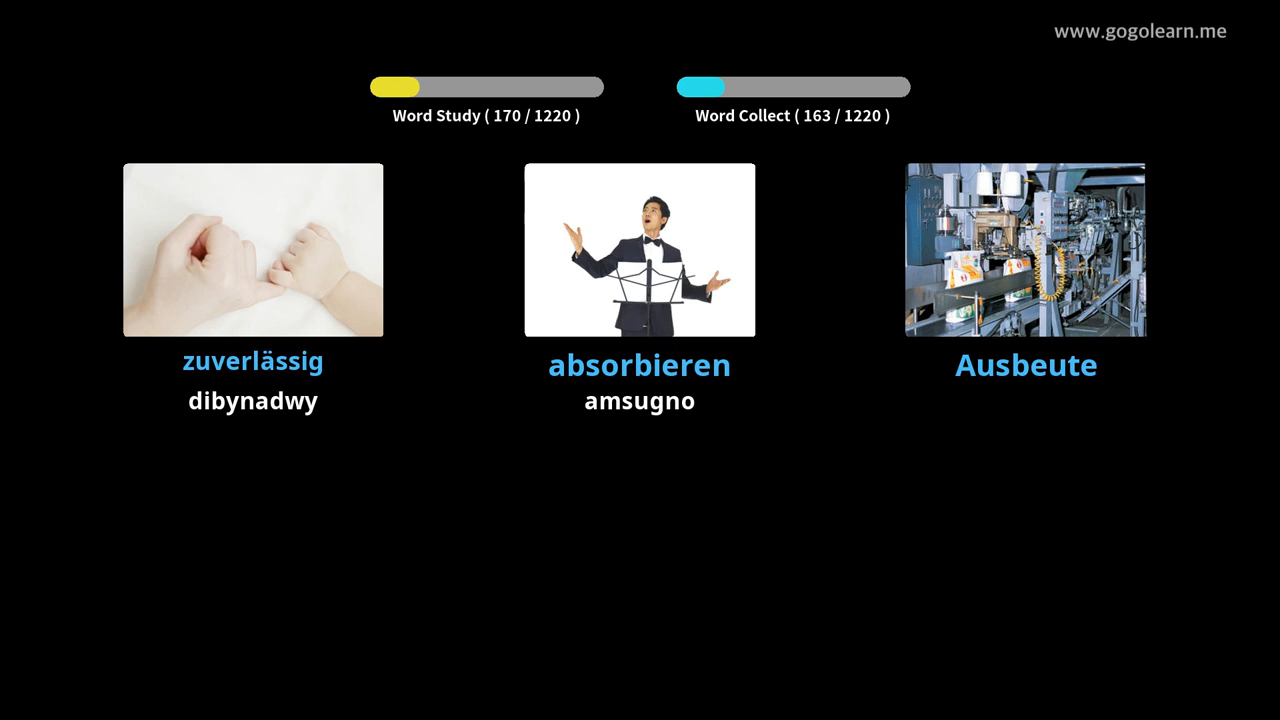 www.gogolearn.me
Word Study ( 170 / 1220 )
Word Collect ( 163 / 1220 )
zuverlässig
dibynadwy
absorbieren
amsugno
Ausbeute